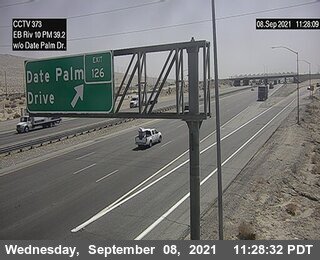 CCTV 373
EB Riv 10 PM 39.2
w/o Date Palm Dr.
08.Sep 2021 11:28:09
EXIT
126
Date Palm
Drive
Wednesday, September 08, 2021 11:28:32 PDT